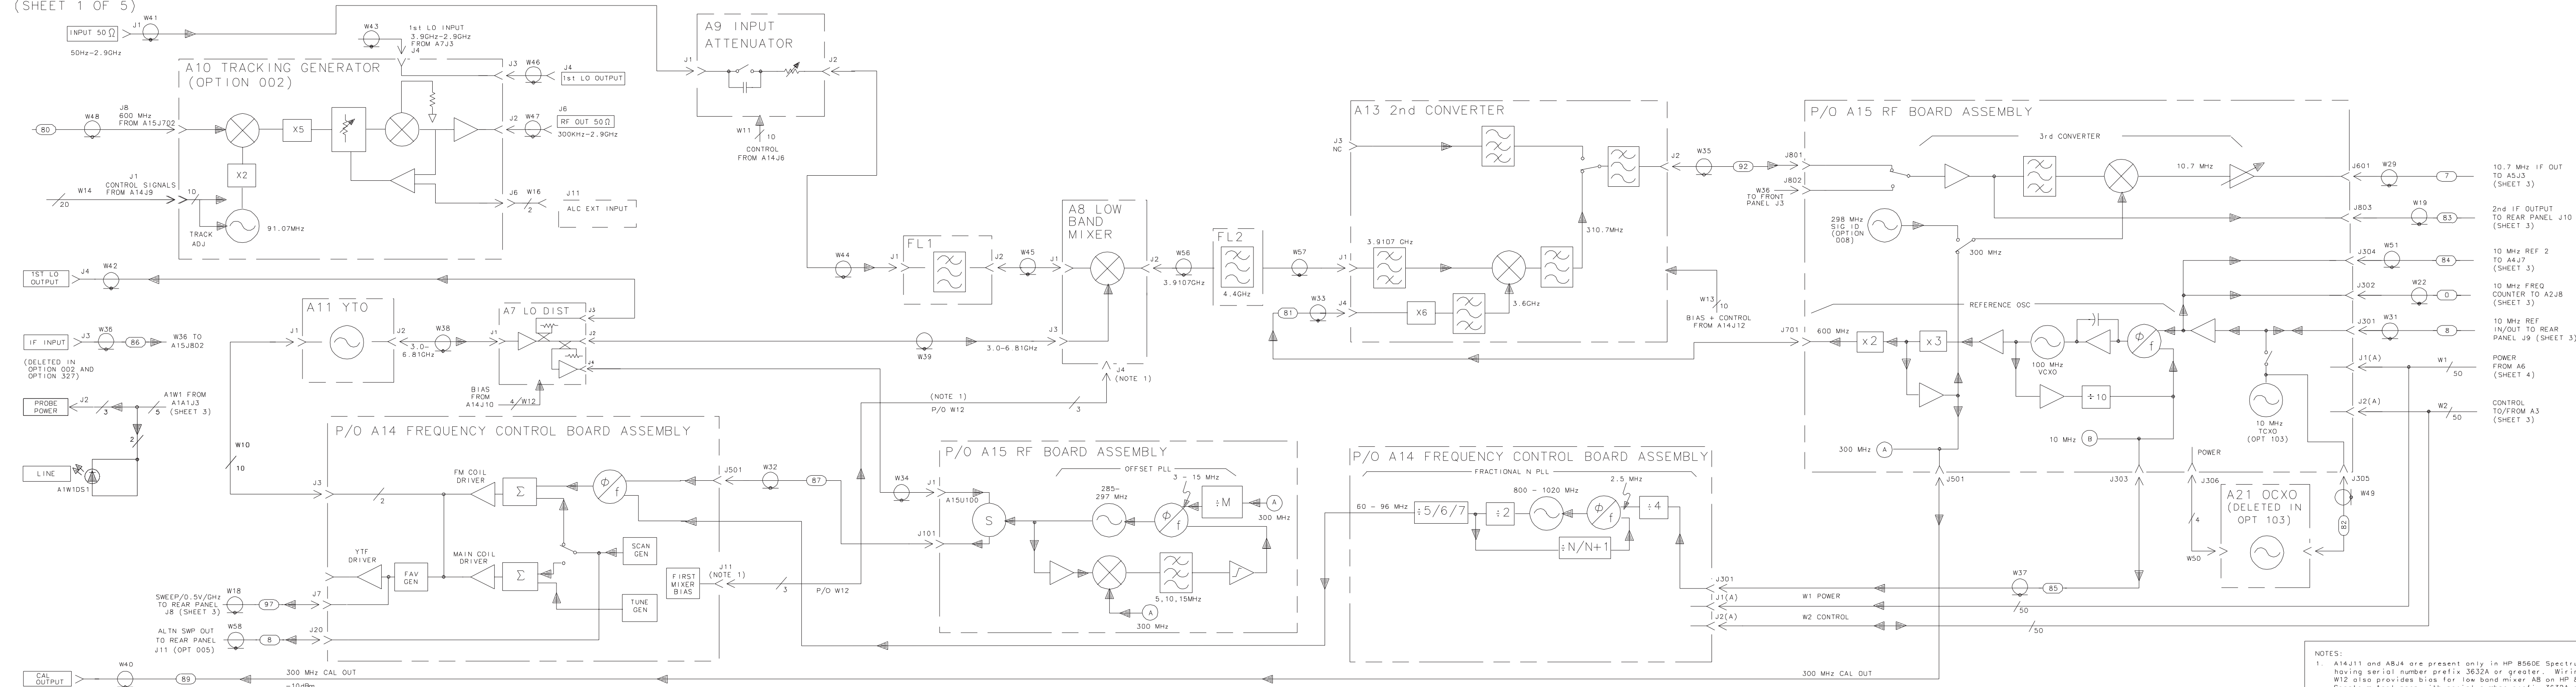 (SHEET 1 OF 5)
INPUT 50 Ω
J1
W41
50Hz-2.9GHz
W43
1st LO INPUT
3.9GHz-2.9GHz
FROM A7J3
J4
A10 TRACKING GENERATOR
(OPTION 002)
J3
W46
J4
1st LO OUTPUT
80
W48
J8
600 MHz
FROM A15J702
X5
J2
W47
J6
RF OUT 50Ω
300KHz-2.9GHz
X2
W14
20
J1
CONTROL SIGNALS
FROM A14J9
10
TRACK
ADJ
91.07MHz
J6
W16
2
J11
ALC EXT INPUT
A9 INPUT
ATTENUATOR
J1
J2
W11
10
CONTROL
FROM A14J6
1ST LO
OUTPUT
J4
W42
IF INPUT
J3
W36
86
W36 TO
A15J802
(DELETED IN
OPTION 002 AND
OPTION 327)
PROBE
POWER
J2
3
5
A1W1 FROM
A1A1J3
(SHEET 3)
2
LINE
A1W1DS1
A11 YTO
J1
J2
3.0-
6.81GHz
W38
A7 LO DIST
J1
J3
J2
J4
BIAS
FROM
A14J10
4
W12
W10
10
W44
J1
FL1
J2
W45
A8 LOW
BAND
MIXER
J1
J2
J3
W39
3.0-6.81GHz
J4
(NOTE 1)
(NOTE 1)
P/O W12
3
W56
3.9107GHz
FL2
4.4GHz
W57
A13 2nd CONVERTER
J3
NC
J2
310.7MHz
J1
3.9107 GHz
81
W33
J4
X6
3.6GHz
W13
10
BIAS + CONTROL
FROM A14J12
W35
92
P/O A15 RF BOARD ASSEMBLY
J801
J802
W36
TO FRONT
PANEL J3
3rd CONVERTER
10.7 MHz
298 MHz
SIG ID
(OPTION
008)
300 MHz
REFERENCE OSC
J701
600 MHz
x2
x3
100 MHz
VCXO
Φ
f
÷10
10 MHz
B
300 MHz
A
10 MHz
TCXO
(OPT 103)
POWER
J601
W29
7
10.7 MHz IF OUT
TO A5J3
(SHEET 3)
J803
W19
83
2nd IF OUTPUT
TO REAR PANEL J10
(SHEET 3)
J304
W51
84
10 MHz REF 2
TO A4J7
(SHEET 3)
J302
W22
0
10 MHz FREQ
COUNTER TO A2J8
(SHEET 3)
J301
W31
8
10 MHz REF
IN/OUT TO REAR
PANEL J9 (SHEET 3)
J1(A)
W1
50
POWER
FROM A6
(SHEET 4)
J2(A)
W2
50
CONTROL
TO/FROM A3
(SHEET 3)
J501
J303
J306
J305
W49
82
A21 OCXO
(DELETED IN
OPT 103)
4
W50
P/O A14 FREQUENCY CONTROL BOARD ASSEMBLY
J3
2
FM COIL
DRIVER
Σ
Φ
f
J501
W32
87
YTF
DRIVER
FAV
GEN
MAIN COIL
DRIVER
Σ
SCAN
GEN
TUNE
GEN
FIRST
MIXER
BIAS
J11
(NOTE 1)
3
P/O W12
SWEEP/0.5V/GHz
TO REAR PANEL
J8 (SHEET 3)
W18
97
J7
ALTN SWP OUT
TO REAR PANEL
J11 (OPT 005)
W58
8
J20
P/O A15 RF BOARD ASSEMBLY
W34
J1
A15U100
S
J101
OFFSET PLL
285-
297 MHz
3 - 15 MHz
Φ
f
÷M
A
300 MHz
5,10,15MHz
A
300 MHz
P/O A14 FREQUENCY CONTROL BOARD ASSEMBLY
FRACTIONAL N PLL
60 - 96 MHz
÷5/6/7
÷2
800 - 1020 MHz
2.5 MHz
Φ
f
÷4
÷N/N+1
J301
J1(A)
J2(A)
W37
85
W1 POWER
50
W2 CONTROL
50
CAL
OUTPUT
W40
89
300 MHz CAL OUT
-10dBm
300 MHz CAL OUT
NOTES:
1. A14J11 and A8J4 are present only in HP 8560E Spectru
having serial number prefix 3632A or greater. Wirin
W12 also provides bias for low band mixer A8 on HP 8